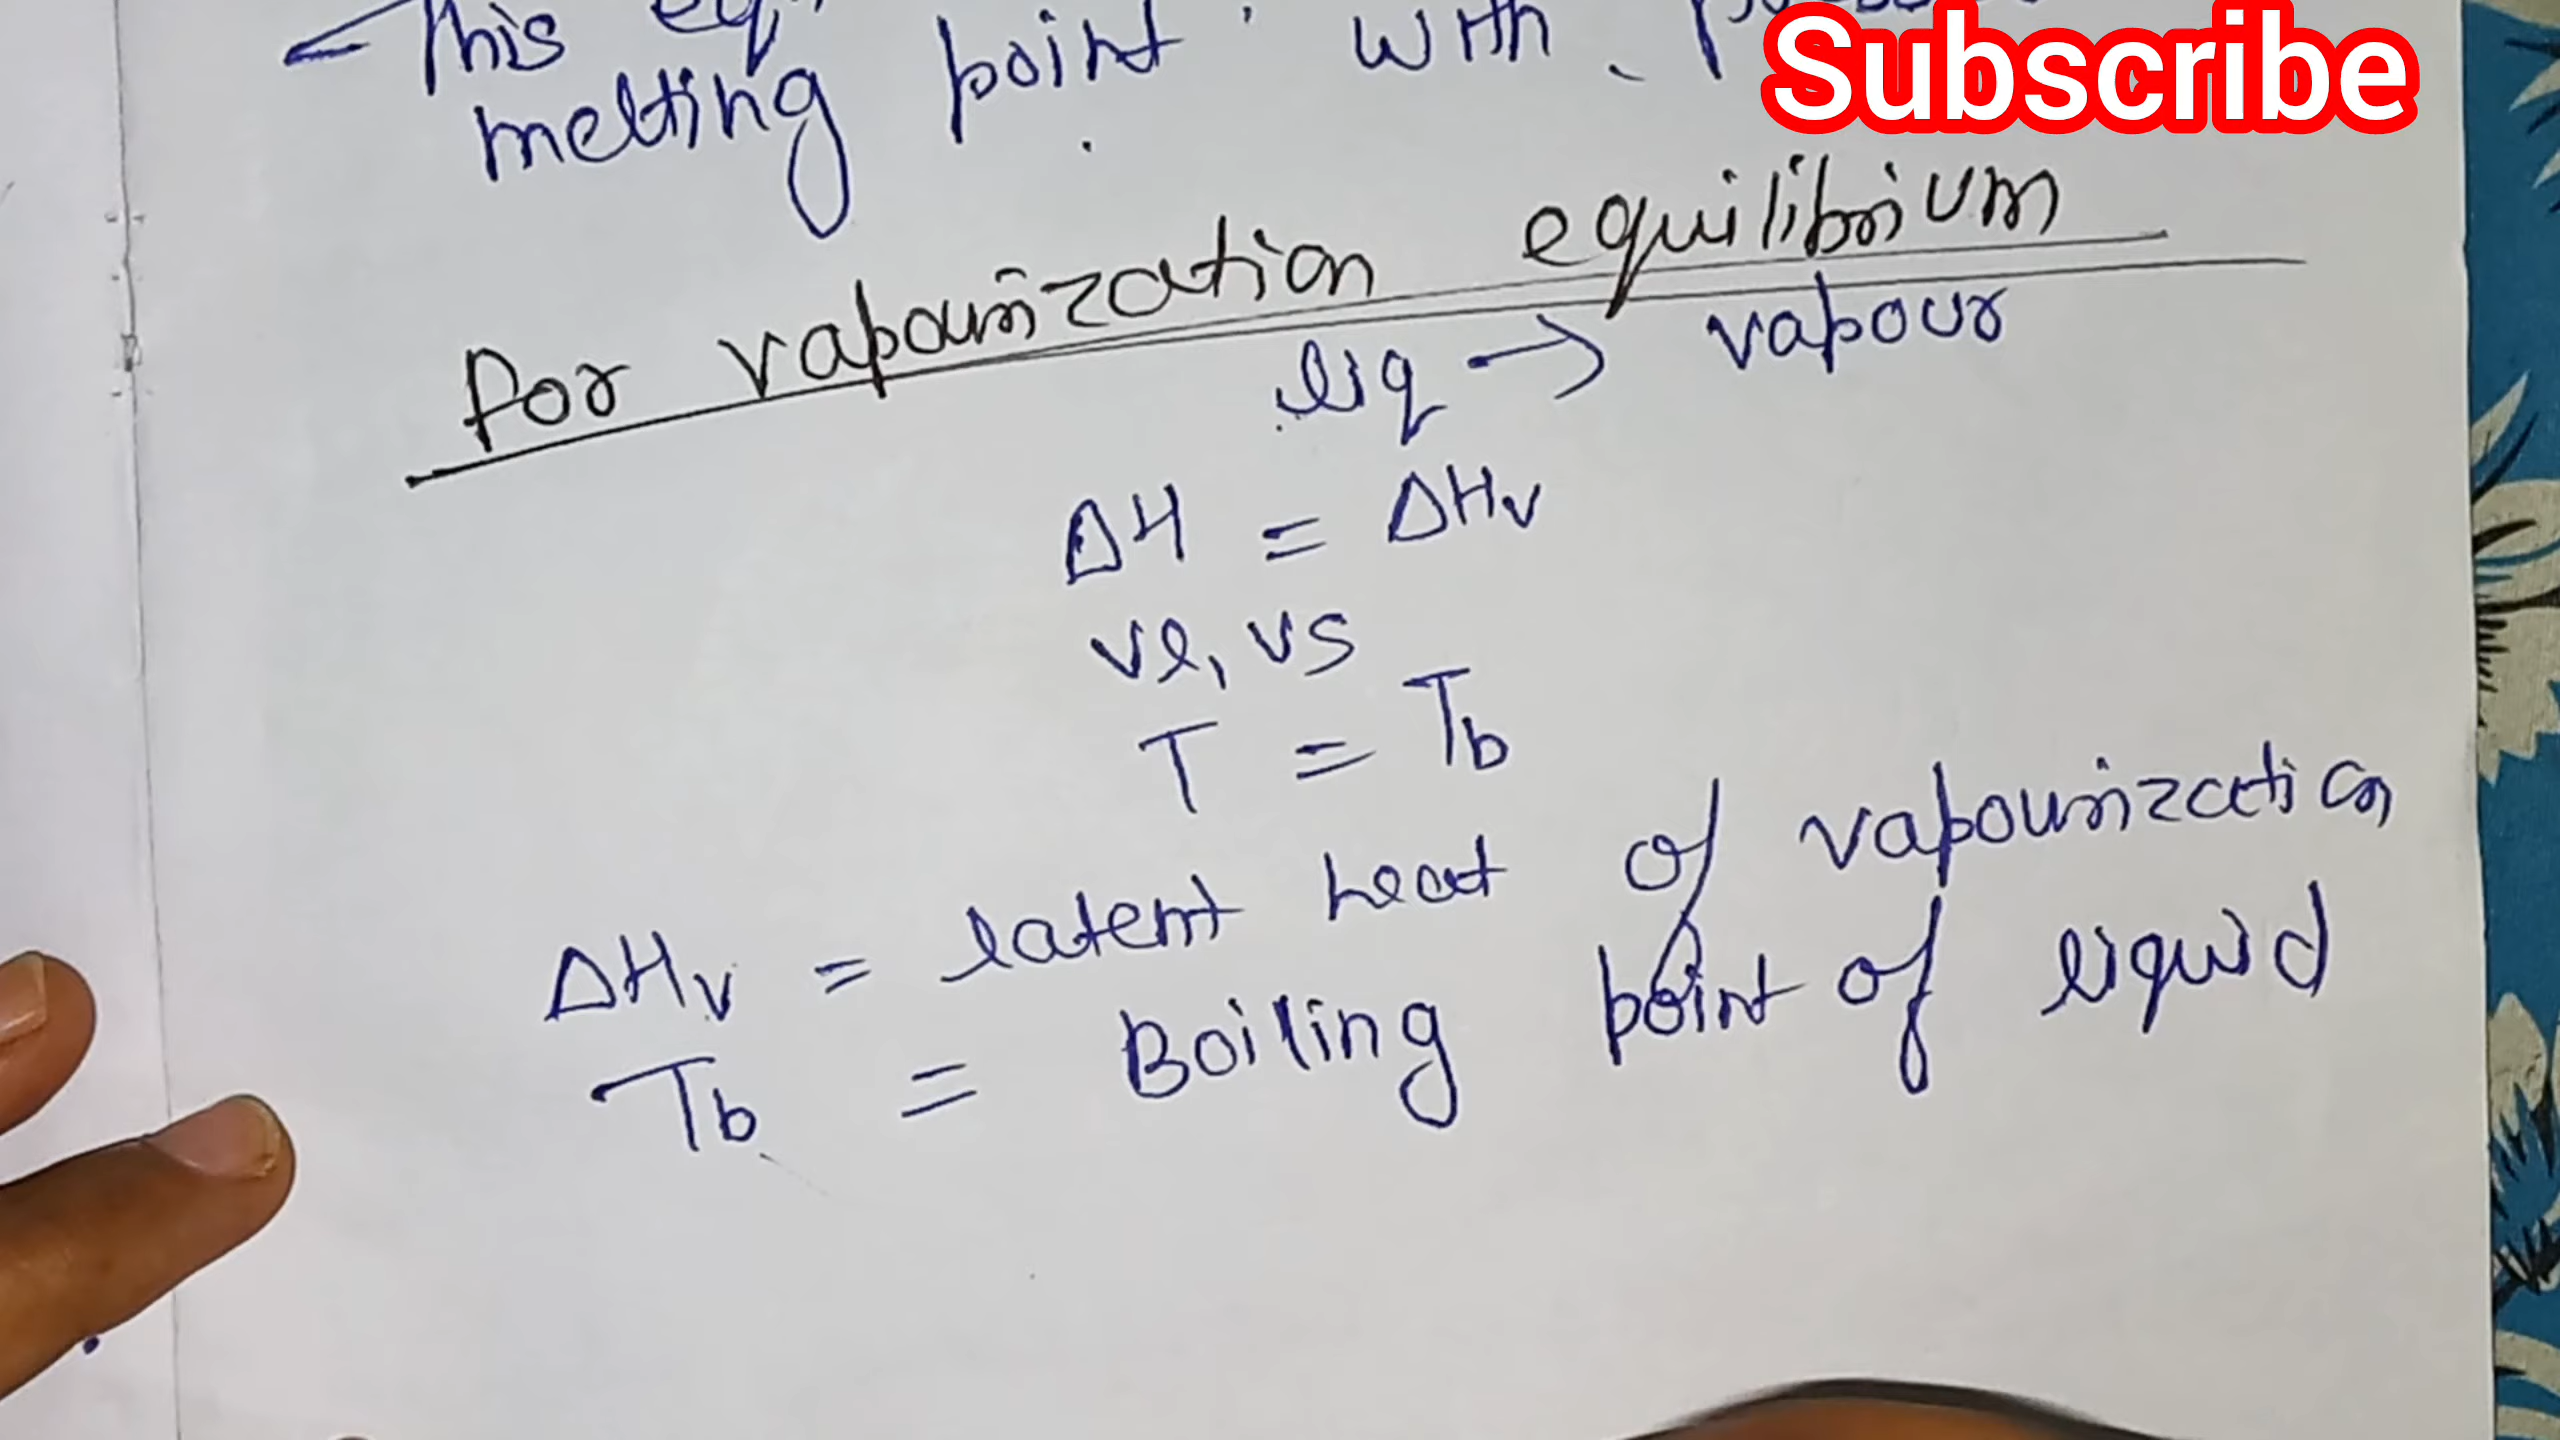 This eqn
melting point with
Subscribe
for vapourization equilibrium
liq → vapour
ΔH = ΔHv
vl, vs
T = Tb
ΔHv = latent heat of vapourization
Tb = Boiling point of liquid